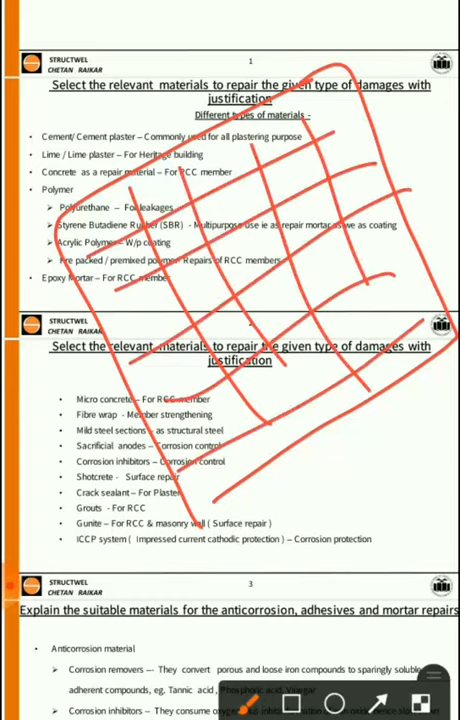 STRUCTWEL
CHETAN RAIKAR
1
Select the relevant materials to repair the given type of damages with
justification
Different types of materials -
• Cement/ Cement plaster – Commonly used for all plastering purpose
• Lime / Lime plaster – For Heritage building
• Concrete as a repair material – For RCC member
• Polymer
➢ Polyurethane – For leakages
➢ Styrene Butadiene Rubber (SBR) - Multipurpose use ie as repair mortar as we as coating
➢ Acrylic Polymer – W/p coating
➢ Pre packed / premixed polymer Repairs of RCC members
• Epoxy Mortar – For RCC member
STRUCTWEL
CHETAN RAIKAR
Select the relevant materials to repair the given type of damages with
justification
• Micro concrete – For RCC member
• Fibre wrap - Member strengthening
• Mild steel sections – as structural steel
• Sacrificial anodes – Corrosion control
• Corrosion inhibitors – Corrosion control
• Shotcrete - Surface repair
• Crack sealant – For Plaster
• Grouts - For RCC
• Gunite – For RCC & masonry wall ( Surface repair )
• ICCP system ( Impressed current cathodic protection ) – Corrosion protection
STRUCTWEL
CHETAN RAIKAR
3
Explain the suitable materials for the anticorrosion, adhesives and mortar repairs
• Anticorrosion material
➢ Corrosion removers –- They convert porous and loose iron compounds to sparingly soluble
adherent compounds, eg. Tannic acid, Phosphoric acid, Vinegar
➢ Corrosion inhibitors – They consume